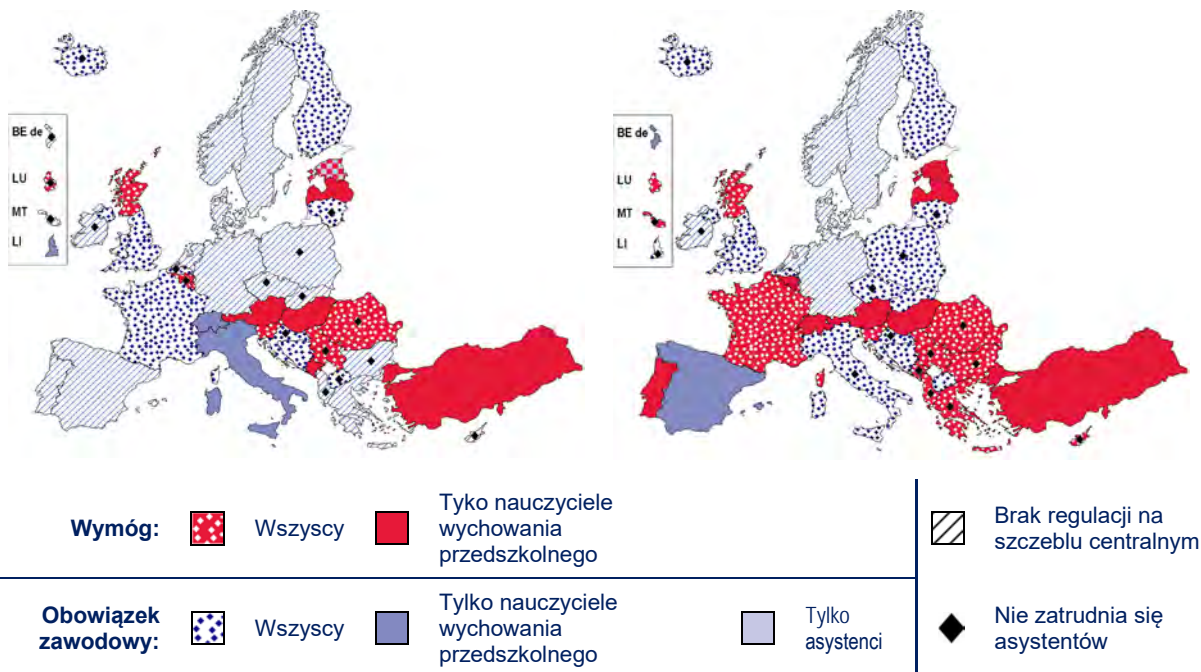 BE de
LU
MT
LI
BE de
LU
MT
LI
Wymóg:
Wszyscy
Tyko nauczyciele
wychowania
przedszkolnego
Brak regulacji na
szczeblu centralnym
Obowiązek
zawodowy:
Wszyscy
Tylko nauczyciele
wychowania
przedszkolnego
Tylko
asystenci
Nie zatrudnia się
asystentów